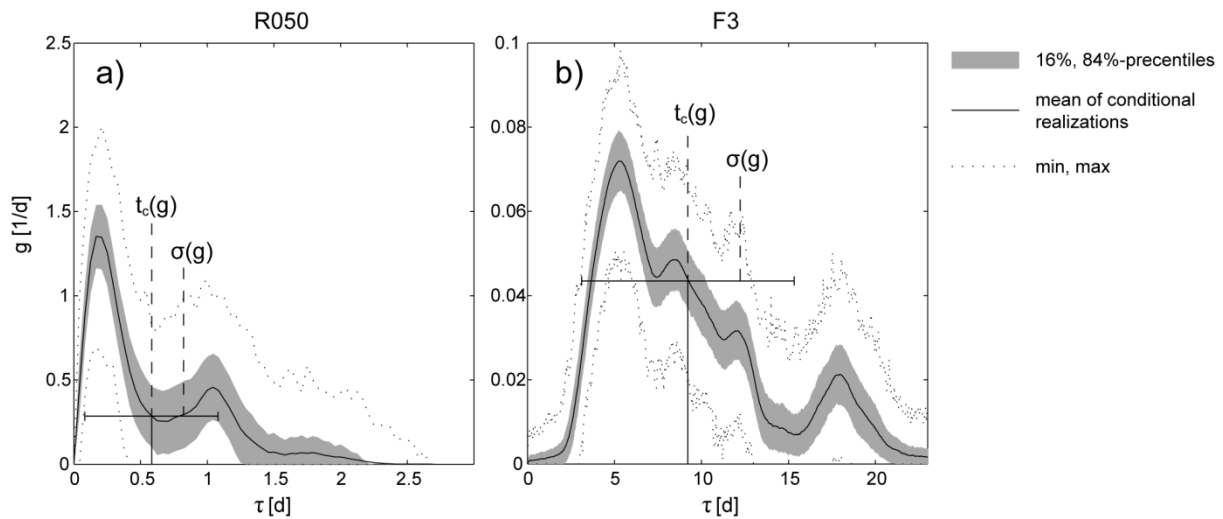 R050
F3
2.5
2
1.5
1
0.5
0
g [1/d]
a)
t_c(g)
σ(g)
0.5
1
1.5
2
2.5
τ [d]
0.1
0.08
0.06
0.04
0.02
0
b)
t_c(g)
σ(g)
0
5
10
15
20
τ [d]
16%, 84%-precentiles
mean of conditional
realizations
min, max